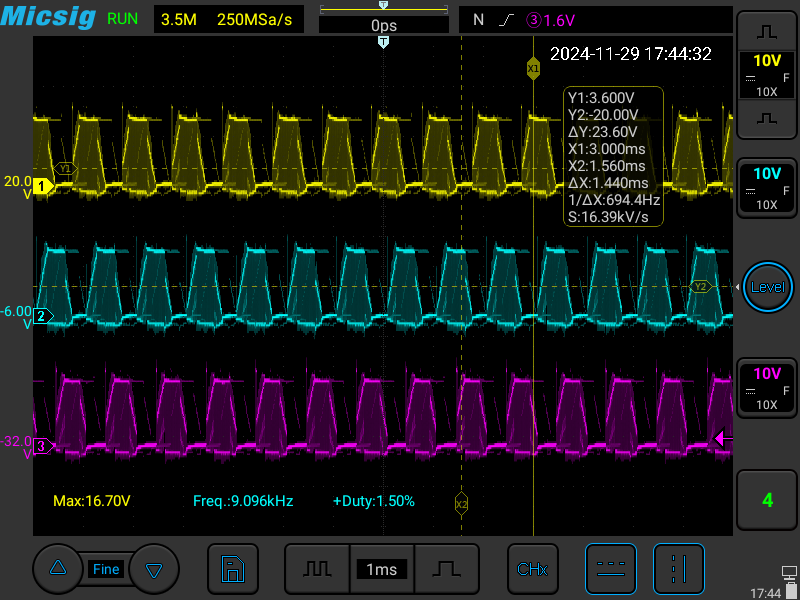 Micsig RUN 3.5M 250MSa/s 0ps N 3 1.6V
T
2024-11-29 17:44:32
X1
10V
F
10X
Y1:3.600V
Y2:-20.00V
ΔY:23.60V
X1:3.000ms
X2:1.560ms
ΔX:1.440ms
1/ΔX:694.4Hz
S:16.39kV/s
Y1
20.0 V 1
10V
F
10X
Y2
Level
-6.00 V 2
10V
F
10X
-32.0 V 3
Max:16.70V Freq.:9.096kHz +Duty:1.50%
X2
4
Fine 1ms CHx
17:44